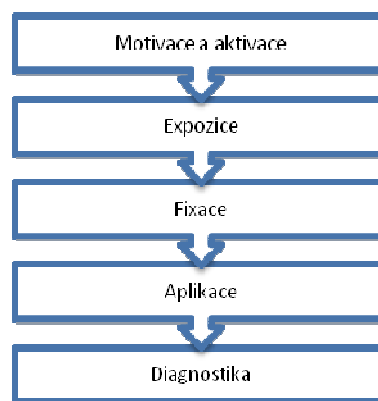 Motivace a aktivace
Expozice
Fixace
Aplikace
Diagnostika